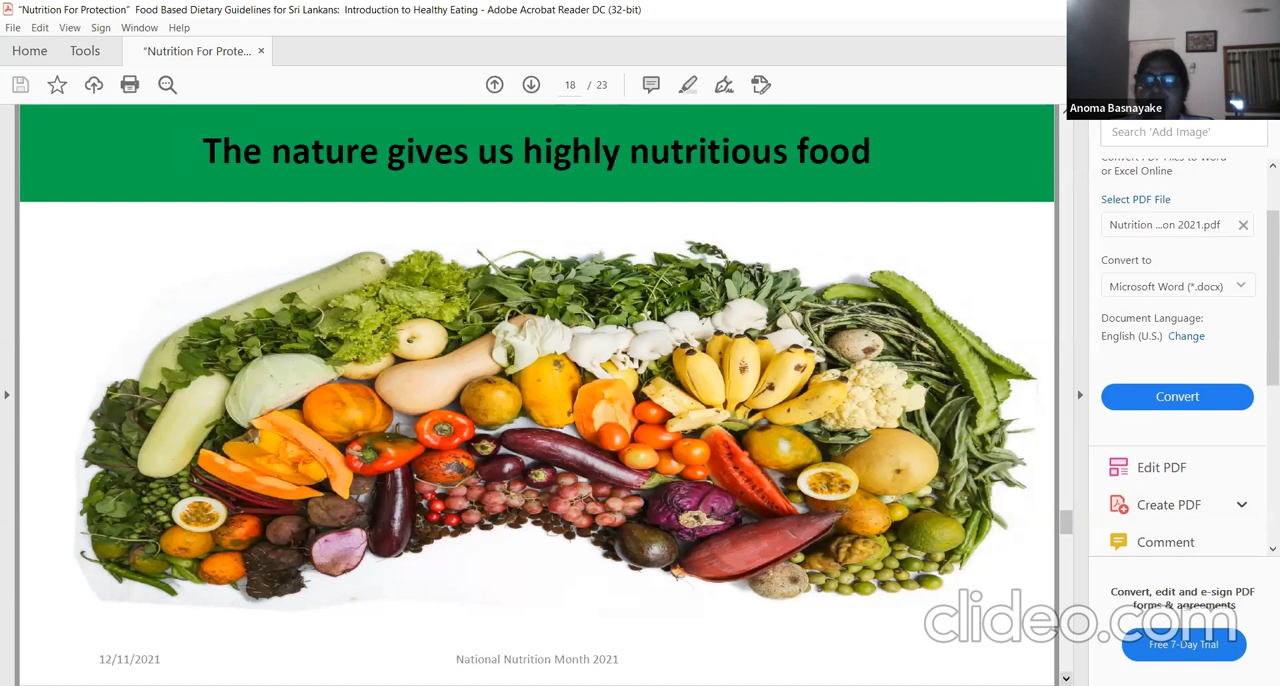 “Nutrition For Protection” Food Based Dietary Guidelines for Sri Lankans: Introduction to Healthy Eating - Adobe Acrobat Reader DC (32-bit)
File Edit View Sign Window Help
Home Tools “Nutrition For Prote... ×
18 / 23
Anoma Basnayake
Search 'Add Image'
Convert PDF Files to Word
or Excel Online
Select PDF File
Nutrition ...on 2021.pdf
Convert to
Microsoft Word (*.docx)
Document Language:
English (U.S.) Change
Convert
Edit PDF
Create PDF
Comment
Convert, edit and e-sign PDF
forms & agreements
Free 7-Day Trial
The nature gives us highly nutritious food
12/11/2021
National Nutrition Month 2021
clideo.com